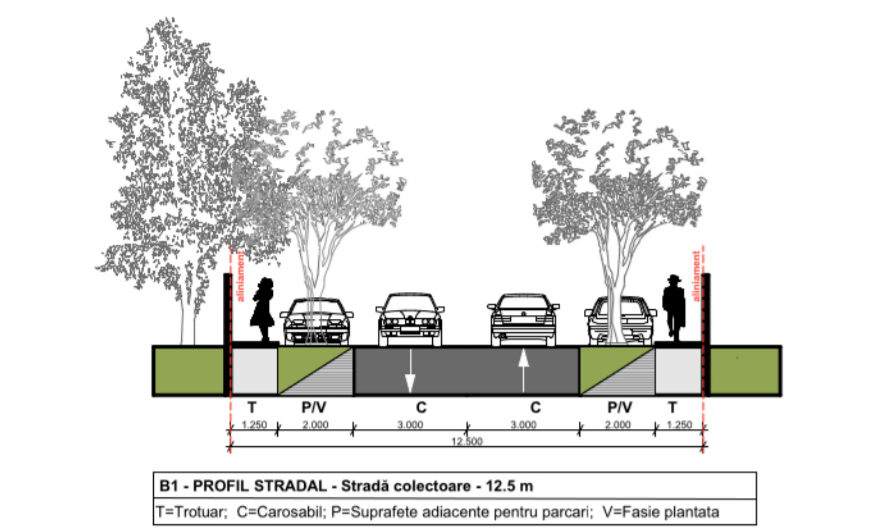 aliniament
aliniament
T P/V C C P/V T
1.250 2.000 3.000 3.000 2.000 1.250
12.500
B1 - PROFIL STRADAL - Stradă colectoare - 12.5 m
T=Trotuar; C=Carosabil; P=Suprafete adiacente pentru parcari; V=Fasie plantata